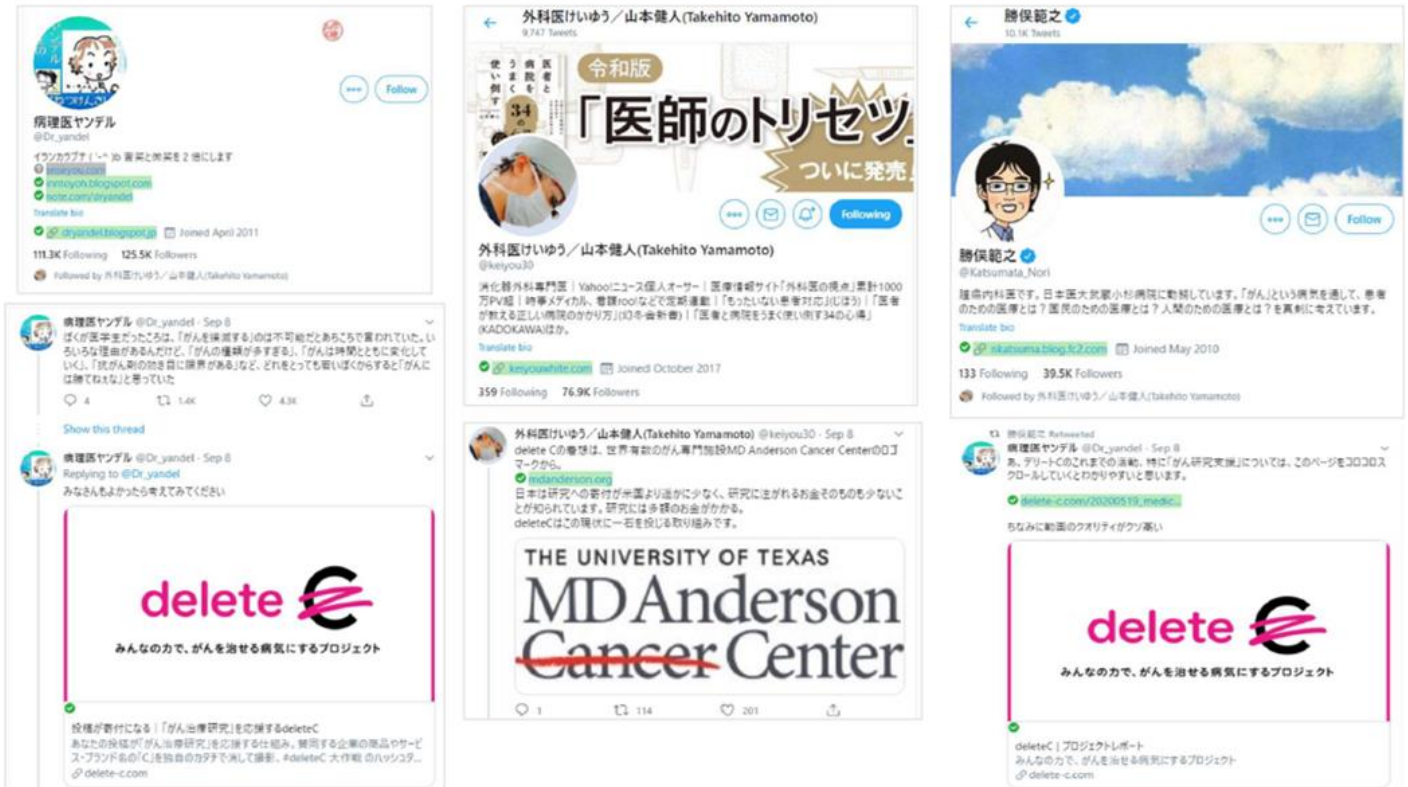 病理医ヤンデル
@Dr_yandel
イランカラプテ ( '-^ )b 苦笑と微笑を 2 倍にします
inntoyoh.blogspot.com
note.com/dryandel
Translate bio
dryandel.blogspot.jp Joined April 2011
111.3K Following 125.5K Followers
Followed by 外科医けいゆう/山本健人(Takehito Yamamoto)
••• Follow
病理医ヤンデル @Dr_yandel · Sep 8
ぼくが医学生だったころは、「がんを撲滅する」のは不可能だとあちこちで言われていた。い
ろいろな理由があるんだけど、「がんの種類が多すぎる」、「がんは時間とともに変化して
いく」、「抗がん剤の効き目に限界がある」など、どれをとっても若いぼくからすると「がんに
は勝てねぇな」と思っていた
4 1.4K 4.3K
Show this thread
病理医ヤンデル @Dr_yandel · Sep 8
Replying to @Dr_yandel
みなさんもよかったら考えてみてください
delete C
みんなの力で、がんを治せる病気にするプロジェクト
投稿が寄付になる | 「がん治療研究」を応援するdeleteC
あなたの投稿が「がん治療研究」を応援する仕組み。賛同する企業の商品やサービ
ス・ブランド名の「C」を独自のカタチで消して撮影、#deleteC 大作戦 のハッシュタ...
delete-c.com
外科医けいゆう/山本健人(Takehito Yamamoto)
9,747 Tweets
医者と
病院を
うまく
使い倒す
34の
令和版
「医師のトリセツ」
ついに発売
••• Following
外科医けいゆう/山本健人(Takehito Yamamoto)
@keiyou30
消化器外科専門医 | Yahoo!ニュース個人オーサー | 医療情報サイト「外科医の視点」累計1000
万PV超 | 時事メディカル、看護roo!などで定期連載 | 「もったいない患者対応」(じほう) | 「医者
が教える正しい病院のかかり方」(幻冬舎新書) | 「医者と病院をうまく使い倒す34の心得」
(KADOKAWA)ほか。
Translate bio
keiyouwhite.com Joined October 2017
359 Following 76.9K Followers
外科医けいゆう/山本健人(Takehito Yamamoto) @keiyou30 · Sep 8
delete Cの着想は、世界有数のがん専門施設MD Anderson Cancer Centerのロゴ
マークから。
mdanderson.org
日本は研究への寄付が米国より遥かに少なく、研究に注がれるお金そのものも少ないこ
とが知られています。研究には多額のお金がかかる。
deleteCはこの現状に一石を投じる取り組みです。
THE UNIVERSITY OF TEXAS
MD Anderson
Cancer Center
1 114 201
勝俣範之
10.1K Tweets
••• Follow
勝俣範之
@Katsumata_Nori
腫瘍内科医です。日本医大武蔵小杉病院に勤務しています。「がん」という病気を通して、患者
のための医療とは?国民のための医療とは?人間のための医療とは?を真剣に考えています。
Translate bio
nkatsuma.blog.fc2.com Joined May 2010
133 Following 39.5K Followers
Followed by 外科医けいゆう/山本健人(Takehito Yamamoto)
勝俣範之 Retweeted
病理医ヤンデル @Dr_yandel · Sep 8
あ、デリートCのこれまでの活動、特に「がん研究支援」については、このページをコロコロス
クロールしていくとわかりやすいと思います。
delete-c.com/20200519_medic...
ちなみに動画のクオリティがクソ高い
delete C
みんなの力で、がんを治せる病気にするプロジェクト
deleteC | プロジェクトレポート
みんなの力で、がんを治せる病気にするプロジェクト
delete-c.com